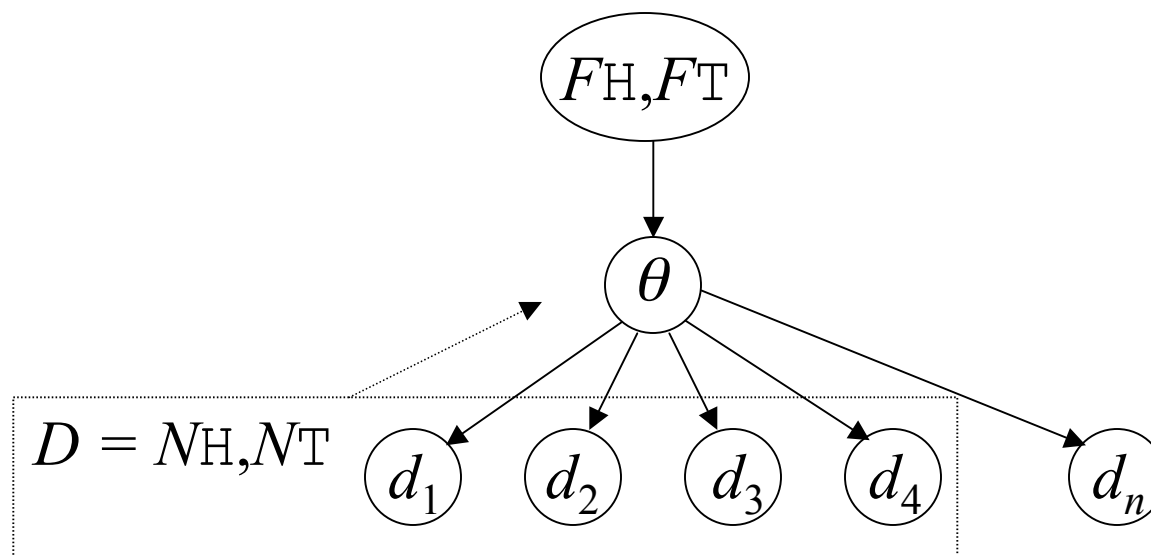 FH,FT
θ
D = NH,NT
d1 d2 d3 d4 dn